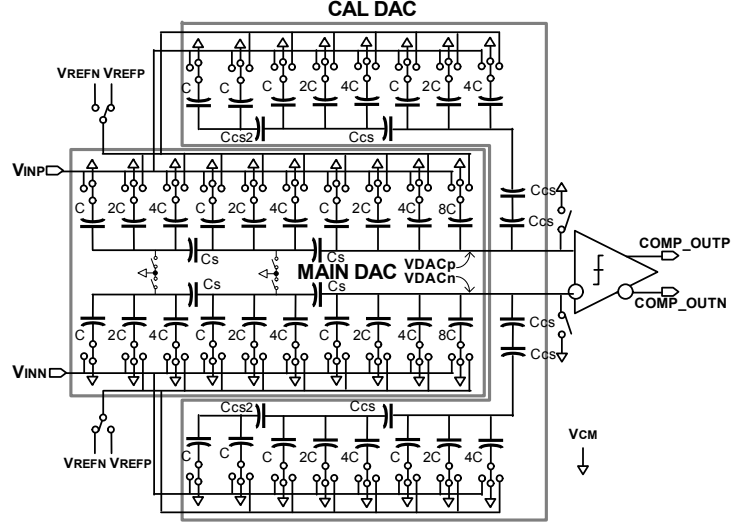 CAL DAC
VREFN VREFP
C C 2C 4C C 2C 4C
Ccs2 Ccs
VINP
C 2C 4C C 2C 4C C 2C 4C 8C
Ccs
Ccs
Cs Cs
MAIN DAC
VDACp
VDACn
COMP_OUTP
COMP_OUTN
Cs Cs
C 2C 4C C 2C 4C C 2C 4C 8C
Ccs
Ccs
VINN
Ccs2 Ccs
VREFN VREFP
C C 2C 4C C 2C 4C
VCM